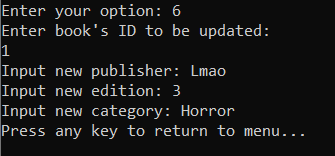 Enter your option: 6
Enter book's ID to be updated:
1
Input new publisher: Lmao
Input new edition: 3
Input new category: Horror
Press any key to return to menu...